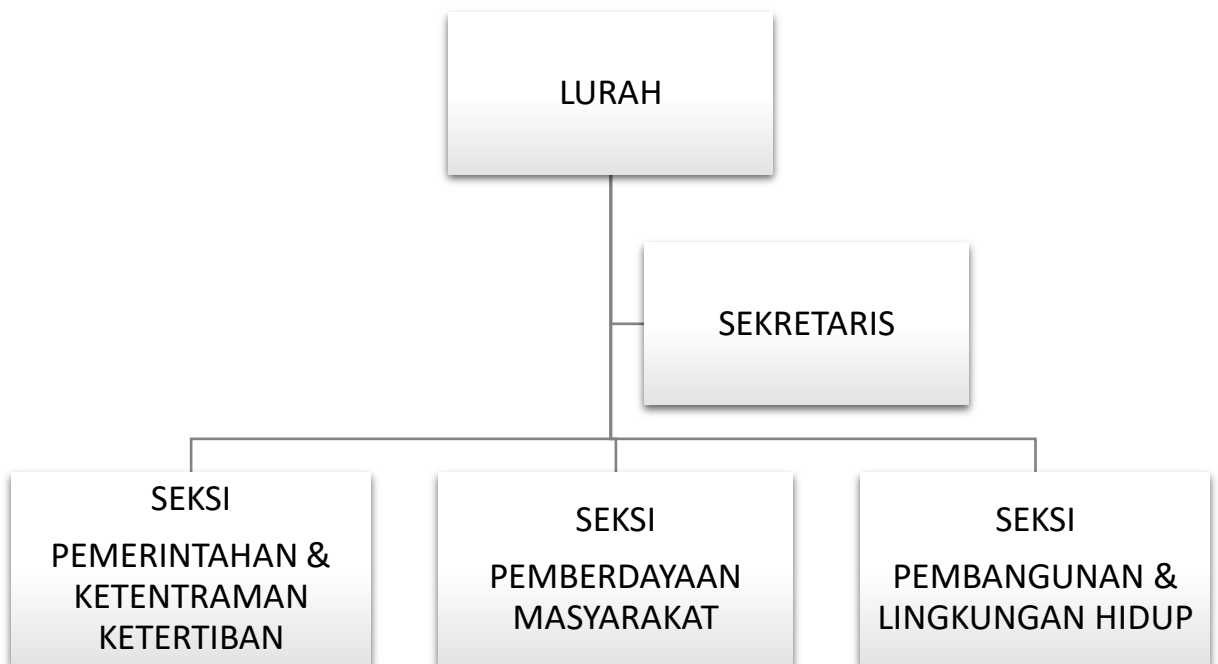 LURAH
SEKRETARIS
SEKSI
PEMERINTAHAN &
KETENTRAMAN
KETERTIBAN
SEKSI
PEMBERDAYAAN
MASYARAKAT
SEKSI
PEMBANGUNAN &
LINGKUNGAN HIDUP